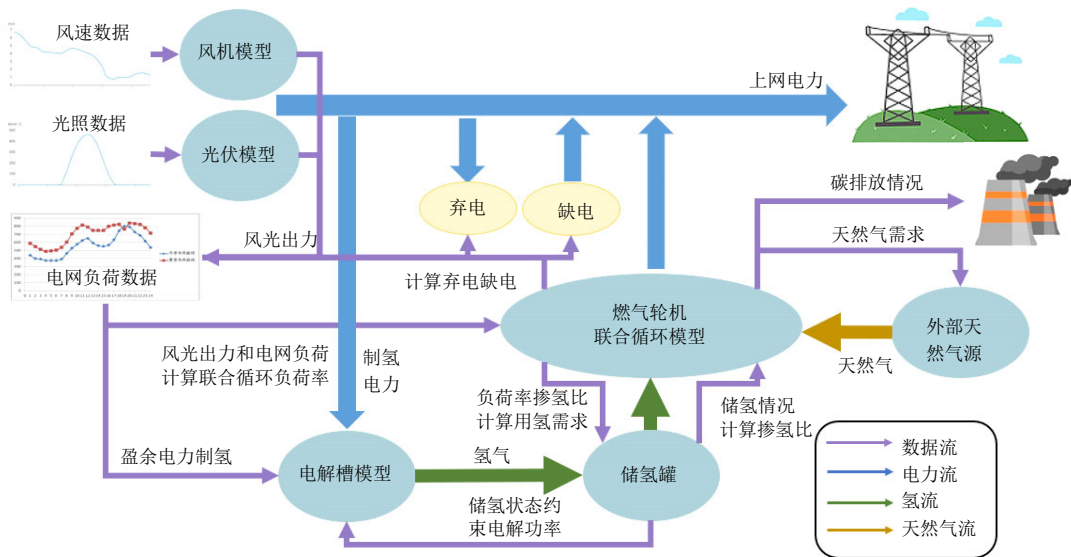 风速数据
风机模型
上网电力
光照数据
光伏模型
弃电
缺电
碳排放情况
风光出力
天然气需求
电网负荷数据
计算弃电缺电
燃气轮机
联合循环模型
外部天
然气源
风光出力和电网负荷
计算联合循环负荷率
制氢
电力
天然气
负荷率掺氢比
计算用氢需求
储氢情况
计算掺氢比
盈余电力制氢
电解槽模型
氢气
储氢罐
储氢状态约
束电解功率
数据流
电力流
氢流
天然气流